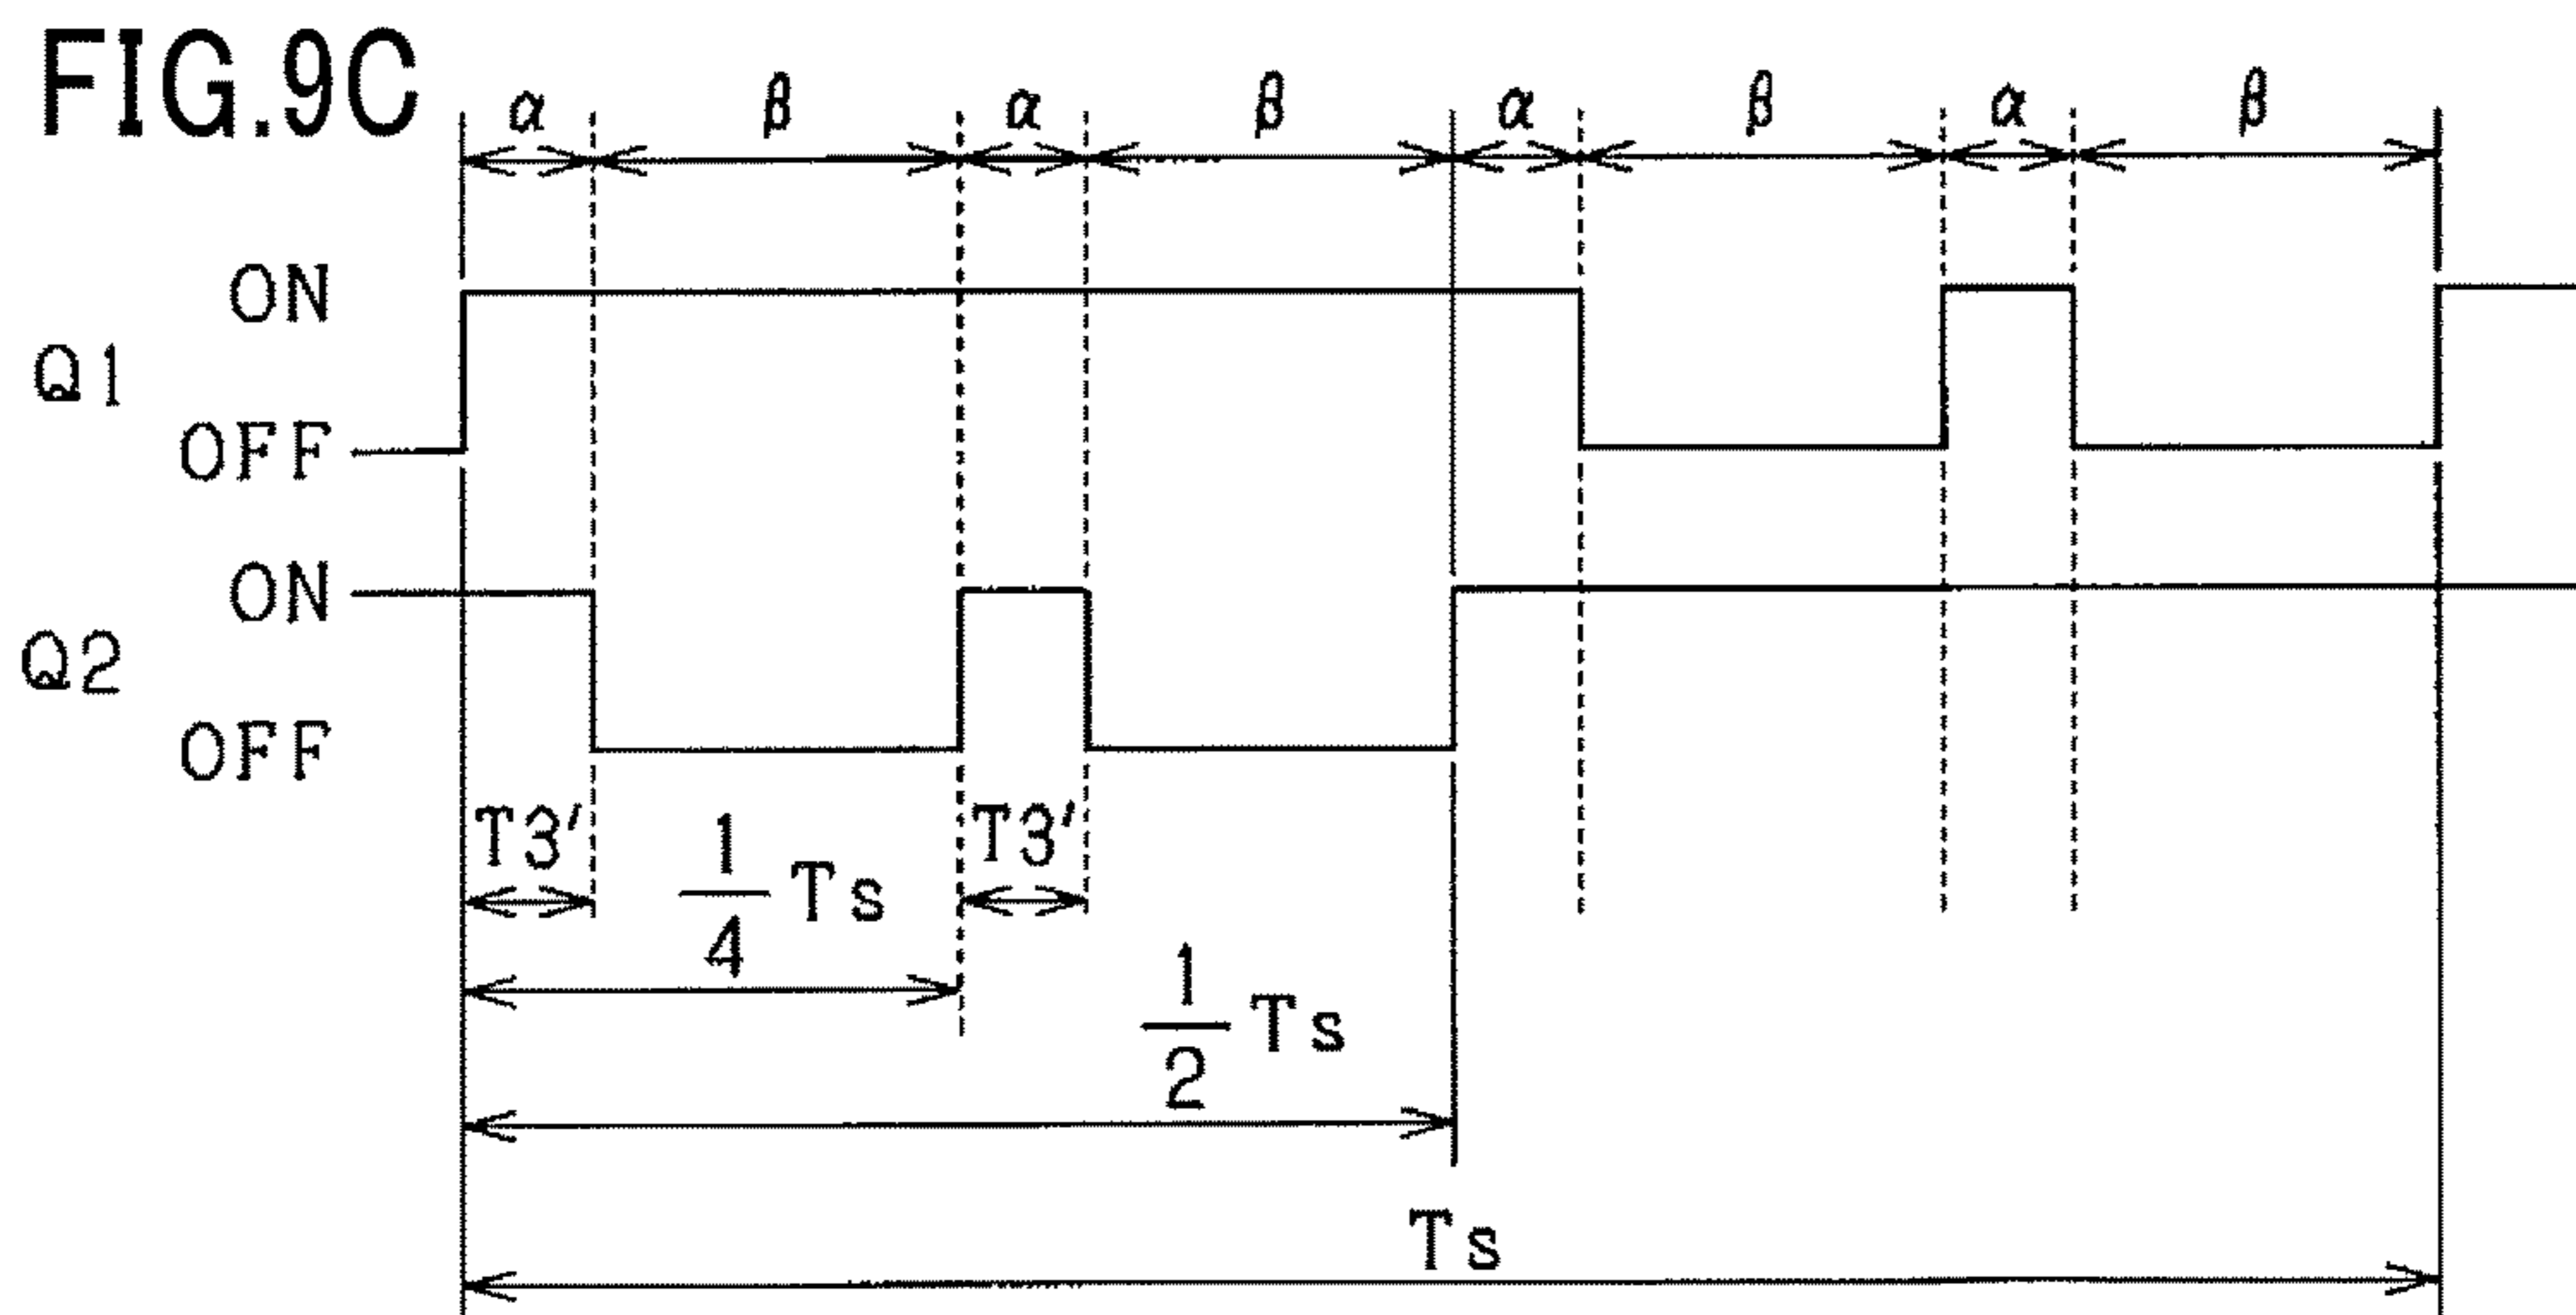 FIG.9C
α β α β α β α β
ON
Q1
OFF
ON
Q2
OFF
T3' 1/4 Ts T3'
1/2 Ts
Ts